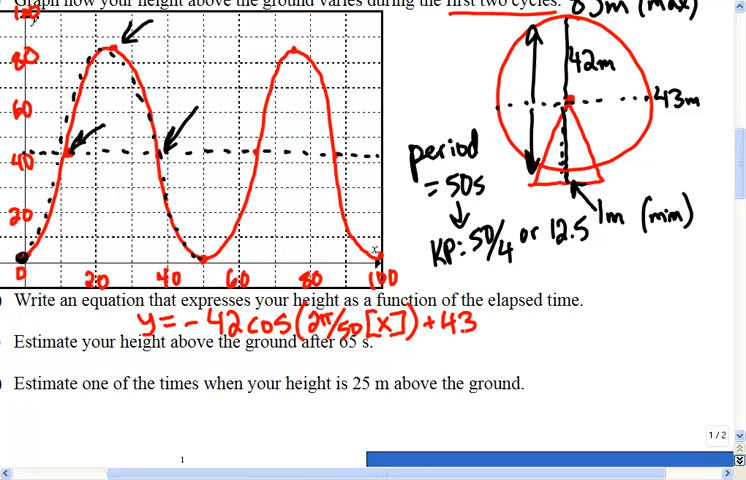 Graph how your height above the ground varies during the first two cycles.
85m (max)
100
y
80
60
40
20
0
20
40
60
80
100
x
42m
43m
1m (min)
period
= 50s
KP: 50/4 or 12.5
) Write an equation that expresses your height as a function of the elapsed time.
y = - 42 cos (2π/50 [x]) + 43
Estimate your height above the ground after 65 s.
) Estimate one of the times when your height is 25 m above the ground.
1 / 2
1